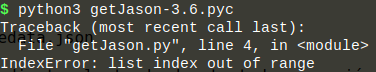 $ python3 getJason-3.6.pyc
Traceback (most recent call last):
  File "getJason.py", line 4, in <module>
IndexError: list index out of range